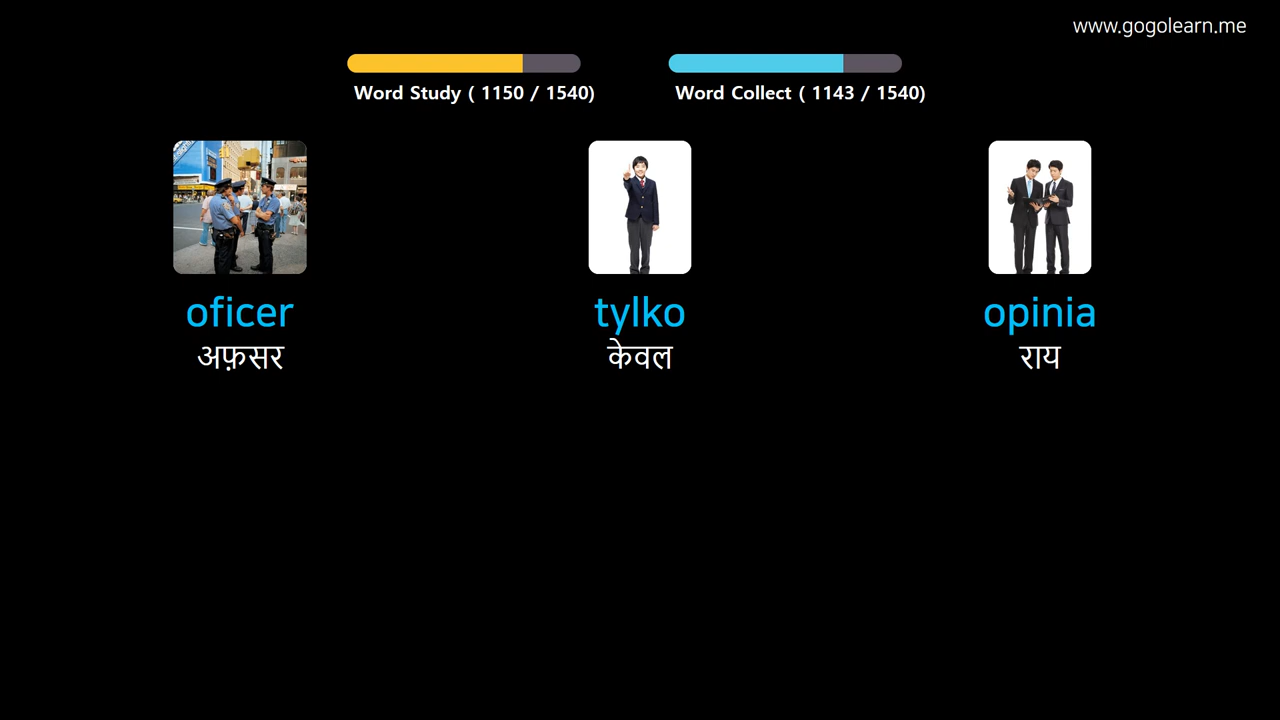 www.gogolearn.me
Word Study ( 1150 / 1540)
Word Collect ( 1143 / 1540)
oficer
अफ़सर
tylko
केवल
opinia
राय